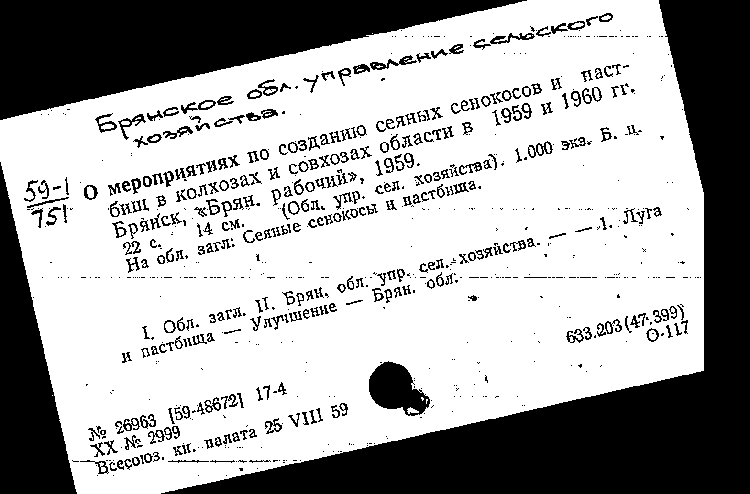 Брянское обл. управление сельского
хозяйства.
59-1
751
О мероприятиях по созданию сеяных сенокосов и паст-
бищ в колхозах и совхозах области в 1959 и 1960 гг.
Брянск, «Брян. рабочий», 1959.
22 с. 14 см. (Обл. упр. сел. хозяйства). 1.000 экз. Б. ц.
На обл. загл: Сеяные сенокосы и пастбища.
I. Обл. загл. II. Брян. обл. упр. сел. хозяйства. — — 1. Луга
и пастбища — Улучшение — Брян. обл.
633.203(47.399)
О-117
№ 26963 [59-48672] 17-4
XX № 2999
Всесоюз. кн. палата 25 VIII 59